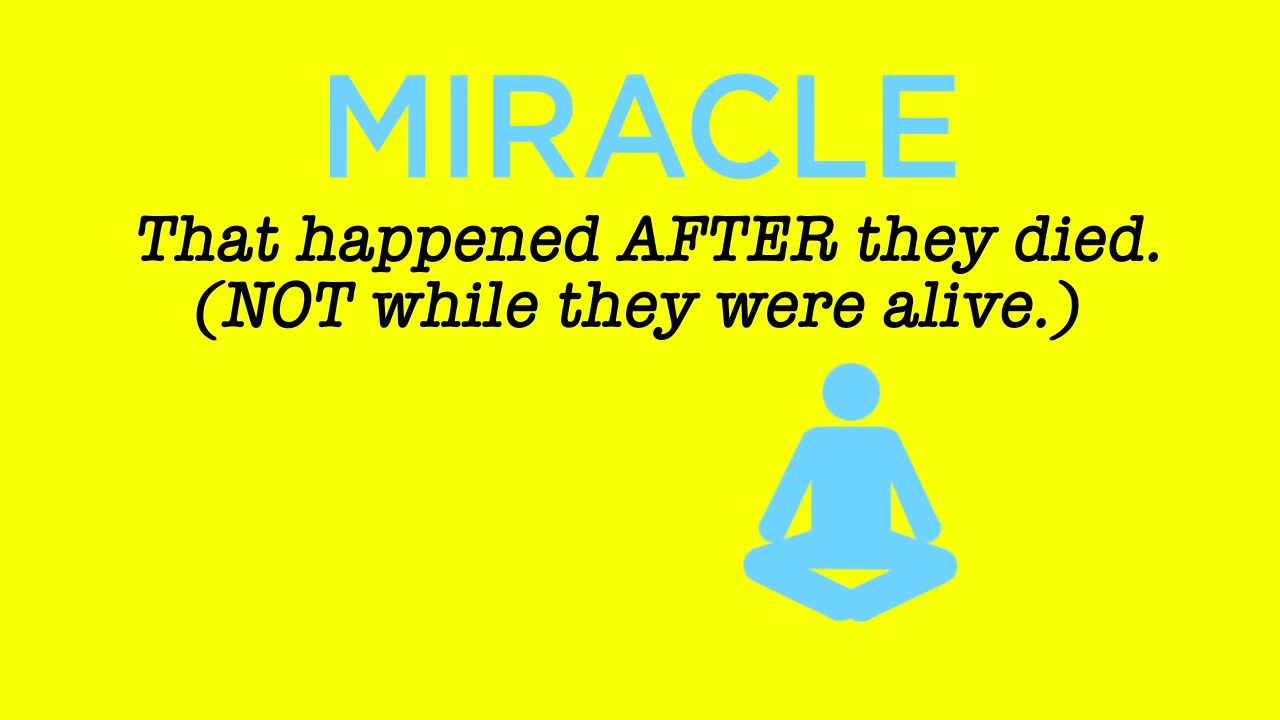 MIRACLE
That happened AFTER they died.
(NOT while they were alive.)